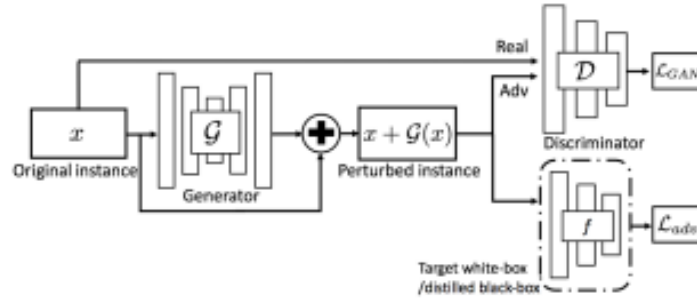 Real
Adv
x
Original instance
𝒢
Generator
x + 𝒢(x)
Perturbed instance
𝒟
Discriminator
ℒ_GAN
f
ℒ_adv
Target white-box
/distilled black-box